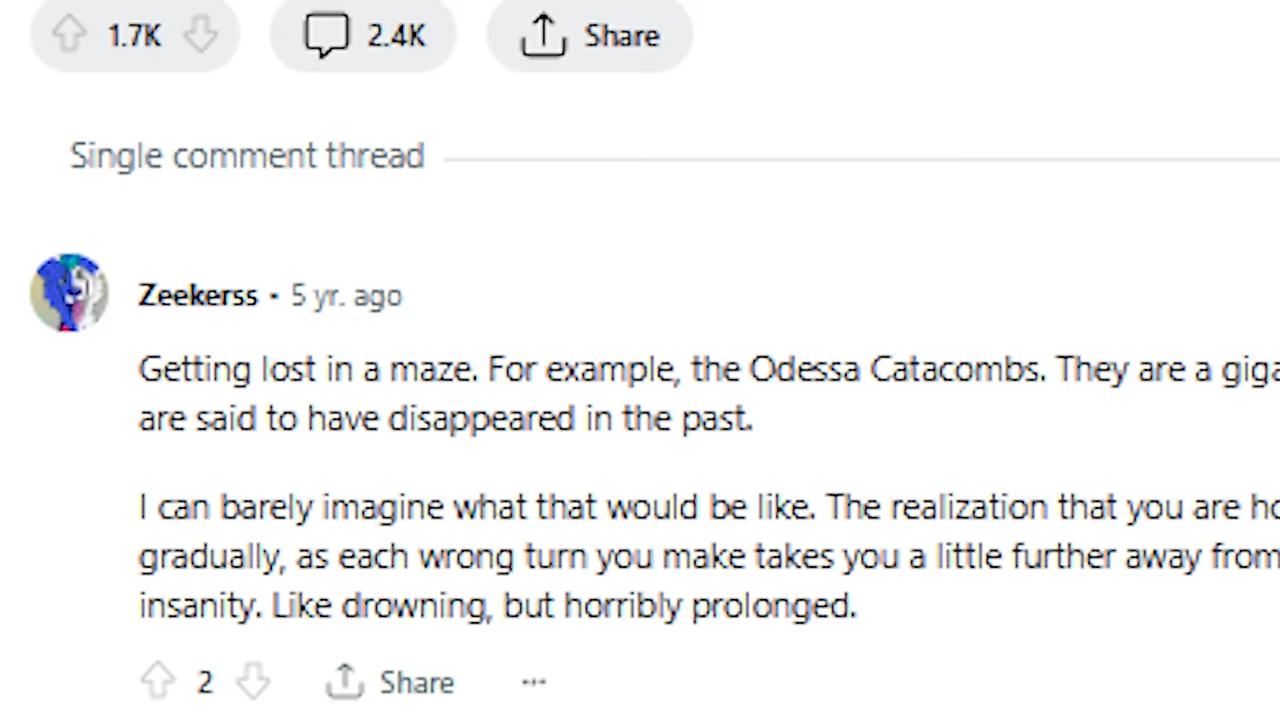 1.7K 2.4K Share
Single comment thread
Zeekerss · 5 yr. ago
Getting lost in a maze. For example, the Odessa Catacombs. They are a
are said to have disappeared in the past.
I can barely imagine what that would be like. The realization that you are
gradually, as each wrong turn you make takes you a little further away from
insanity. Like drowning, but horribly prolonged.
2 Share ...